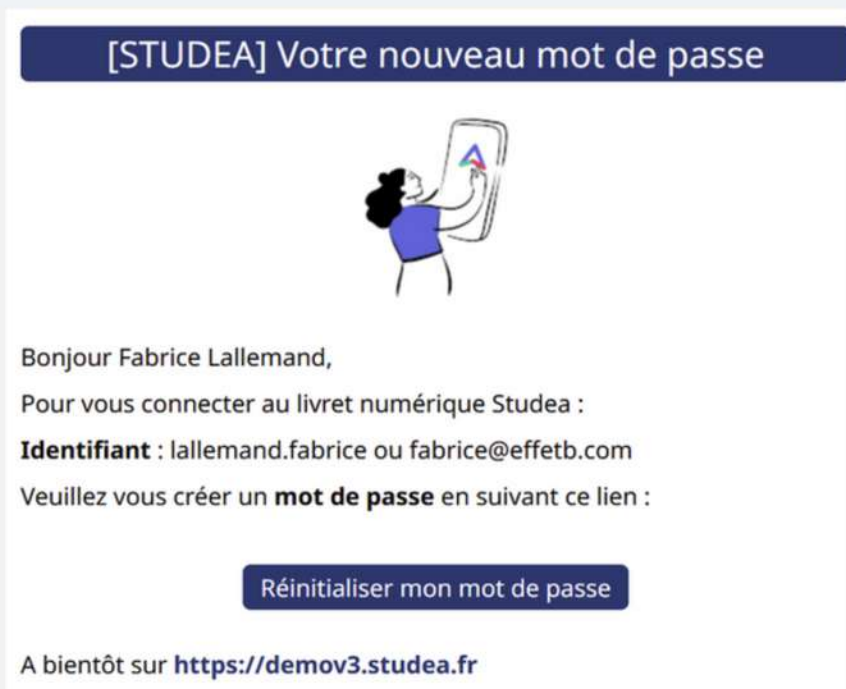 [STUDEA] Votre nouveau mot de passe
Bonjour Fabrice Lallemand,
Pour vous connecter au livret numérique Studea :
Identifiant : lallemand.fabrice ou fabrice@effetb.com
Veuillez vous créer un mot de passe en suivant ce lien :
Réinitialiser mon mot de passe
A bientôt sur https://demov3.studea.fr